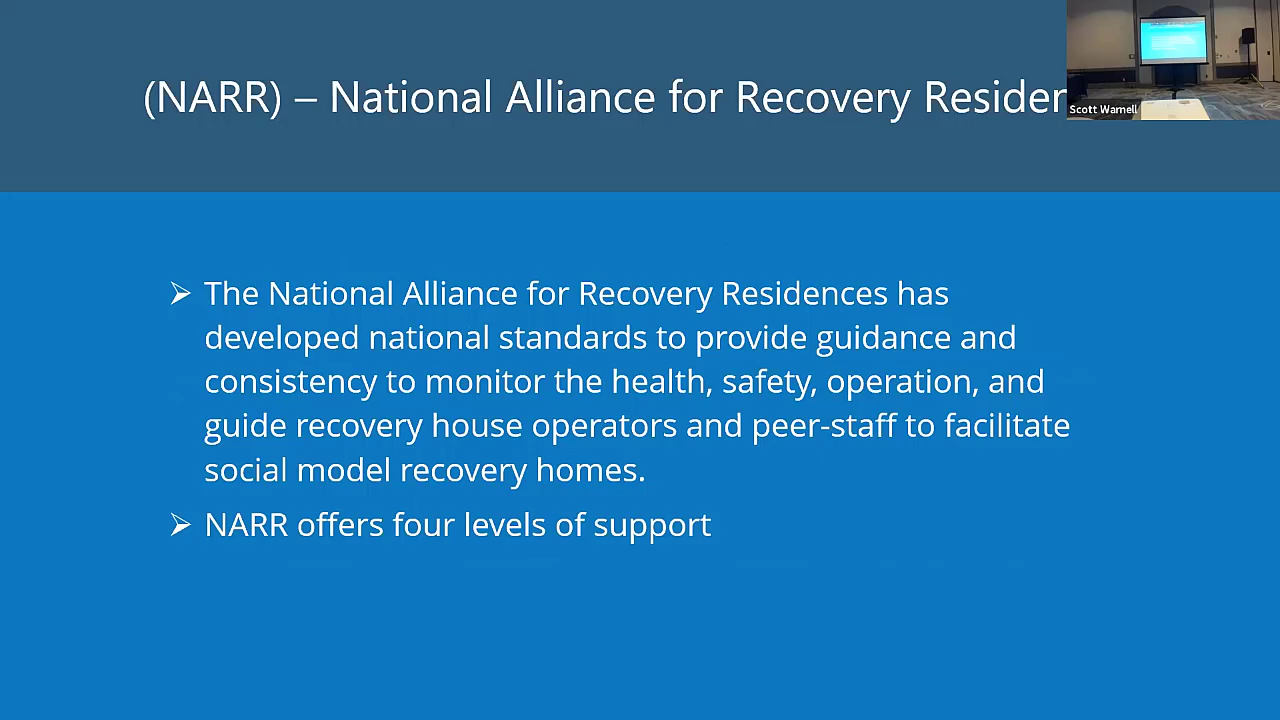 (NARR) – National Alliance for Recovery Residen
Scott Warnell
➢ The National Alliance for Recovery Residences has
developed national standards to provide guidance and
consistency to monitor the health, safety, operation, and
guide recovery house operators and peer-staff to facilitate
social model recovery homes.
➢ NARR offers four levels of support